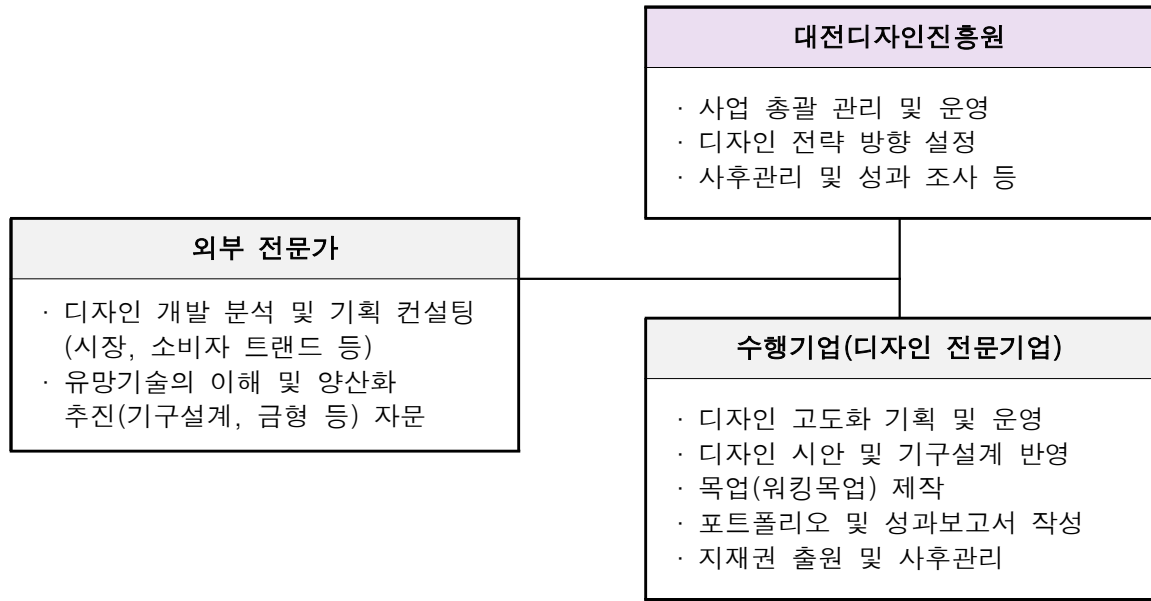 대전디자인진흥원
· 사업 총괄 관리 및 운영
· 디자인 전략 방향 설정
· 사후관리 및 성과 조사 등
외부 전문가
· 디자인 개발 분석 및 기획 컨설팅
(시장, 소비자 트랜드 등)
· 유망기술의 이해 및 양산화
추진(기구설계, 금형 등) 자문
수행기업(디자인 전문기업)
· 디자인 고도화 기획 및 운영
· 디자인 시안 및 기구설계 반영
· 목업(워킹목업) 제작
· 포트폴리오 및 성과보고서 작성
· 지재권 출원 및 사후관리